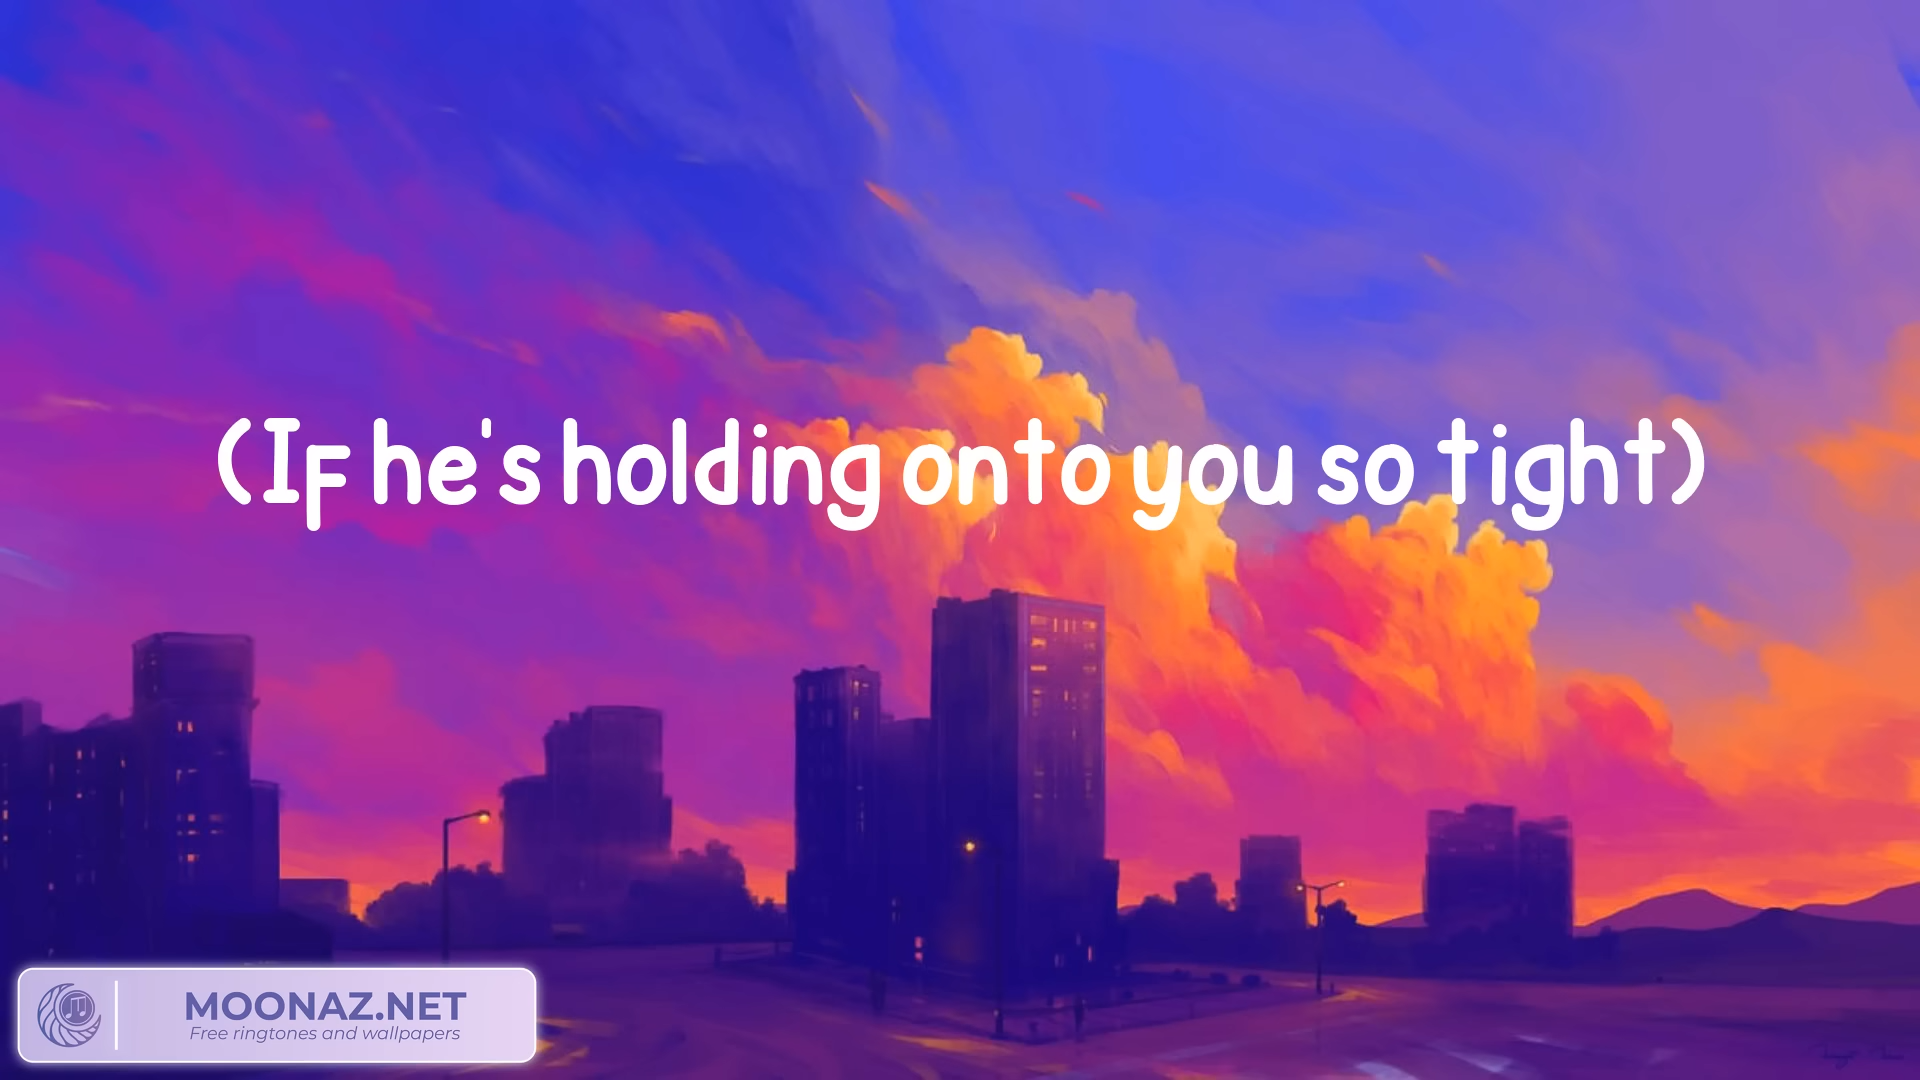 (If he's holding onto you so tight)
MOONAZ.NET
Free ringtones and wallpapers